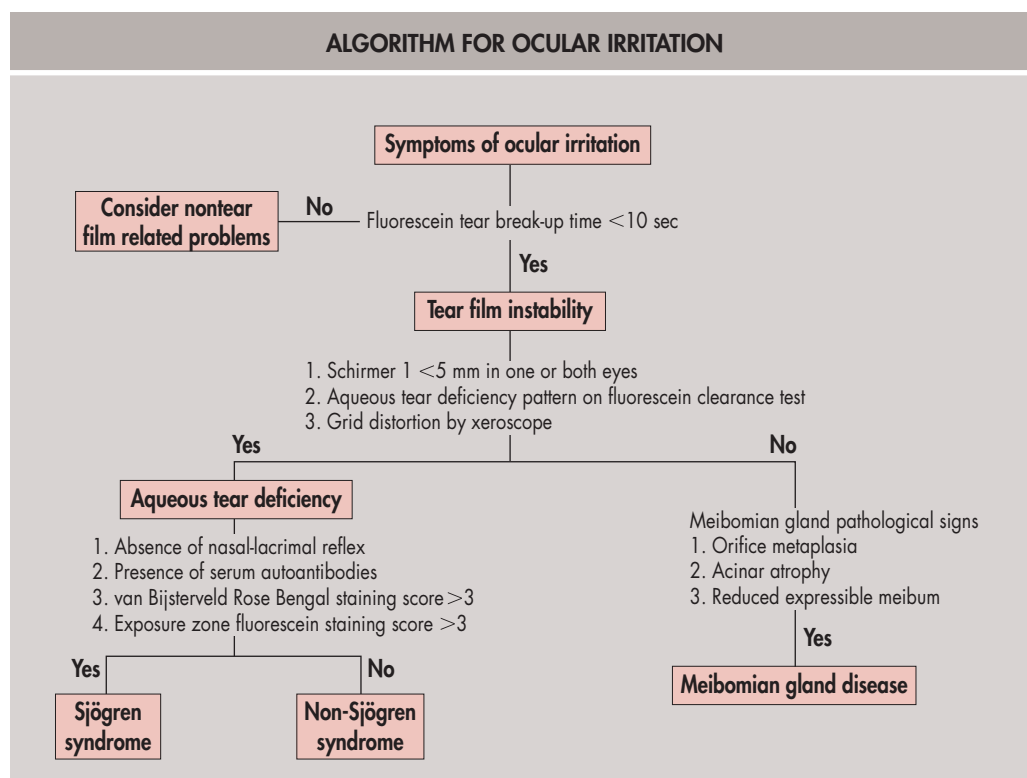 ALGORITHM FOR OCULAR IRRITATION
Symptoms of ocular irritation
Consider nontear
film related problems
No
Fluorescein tear break-up time <10 sec
Yes
Tear film instability
1. Schirmer 1 <5 mm in one or both eyes
2. Aqueous tear deficiency pattern on fluorescein clearance test
3. Grid distortion by xeroscope
Yes
No
Aqueous tear deficiency
1. Absence of nasal-lacrimal reflex
2. Presence of serum autoantibodies
3. van Bijsterveld Rose Bengal staining score >3
4. Exposure zone fluorescein staining score >3
Meibomian gland pathological signs
1. Orifice metaplasia
2. Acinar atrophy
3. Reduced expressible meibum
Yes
No
Yes
Sjögren
syndrome
Non-Sjögren
syndrome
Meibomian gland disease